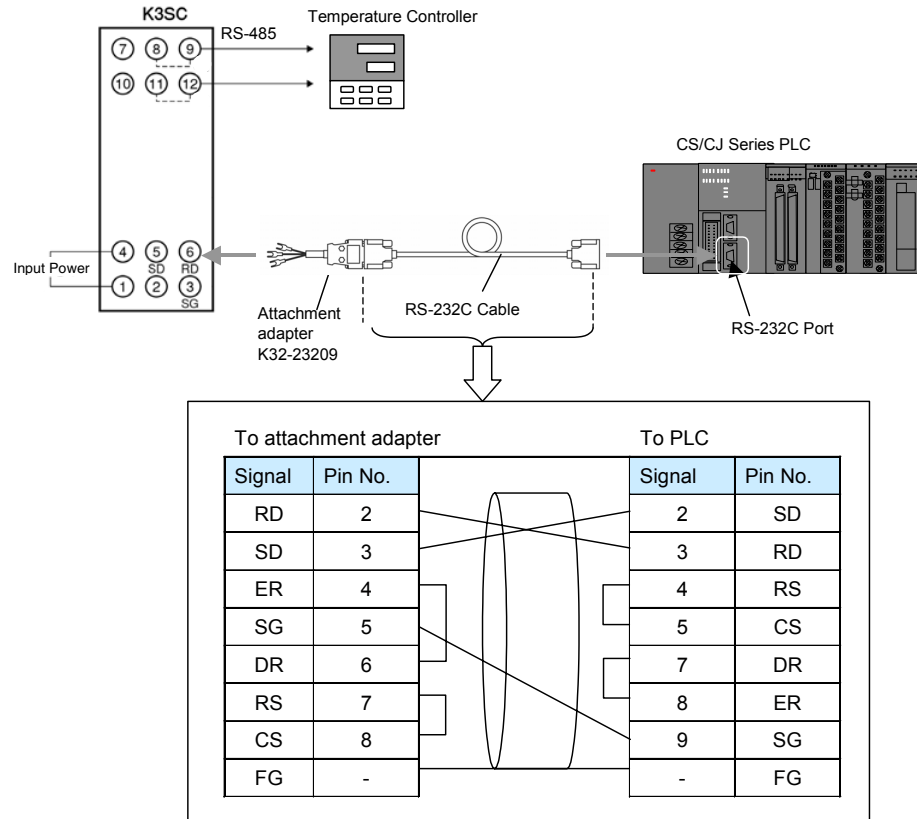 K3SC
RS-485
Temperature Controller
7 8 9
10 11 12
CS/CJ Series PLC
4 5 6
SD RD
Input Power
1 2 3
SG
Attachment
adapter
K32-23209
RS-232C Cable
RS-232C Port
To attachment adapter To PLC
Signal Pin No. Signal Pin No.
RD 2 2 SD
SD 3 3 RD
ER 4 4 RS
SG 5 5 CS
DR 6 7 DR
RS 7 8 ER
CS 8 9 SG
FG - - FG